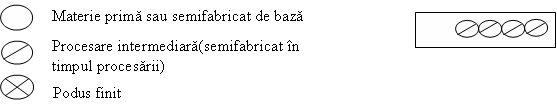 Materie primă sau semifabricat de bază
Procesare intermediară(semifabricat în
timpul procesării)
Podus finit